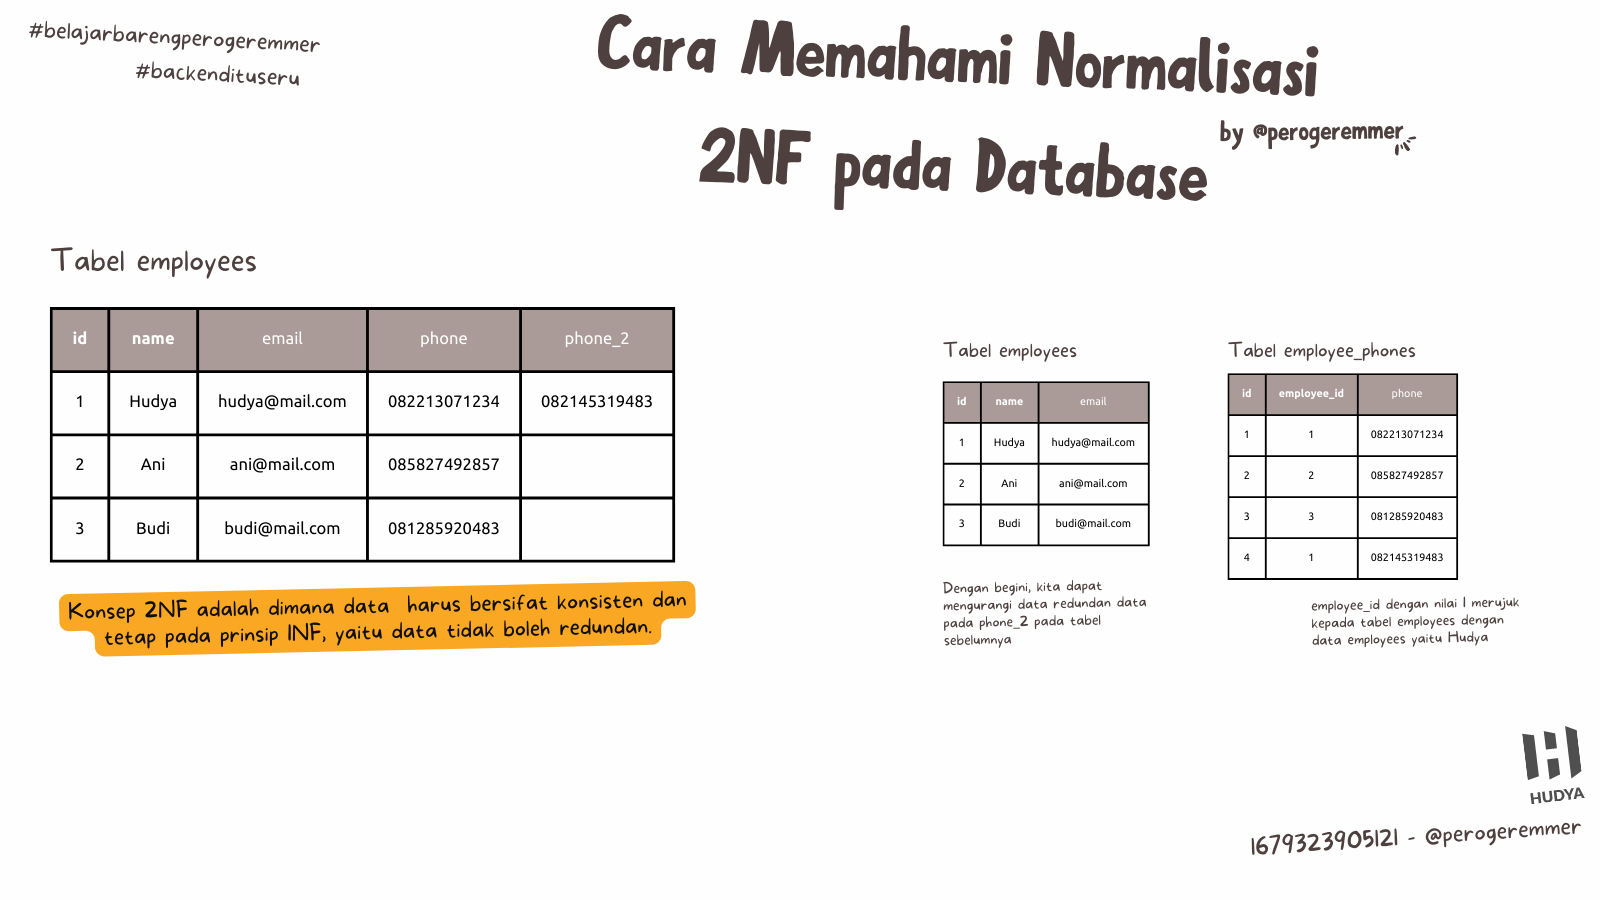 #belajarbarengperogeremmer
#backendituseru
Cara Memahami Normalisasi
2NF pada Database
by @perogeremmer
Tabel employees
id name email phone phone_2
1 Hudya hudya@mail.com 082213071234 082145319483
2 Ani ani@mail.com 085827492857
3 Budi budi@mail.com 081285920483
Konsep 2NF adalah dimana data harus bersifat konsisten dan
tetap pada prinsip 1NF, yaitu data tidak boleh redundan.
Tabel employees
id name email
1 Hudya hudya@mail.com
2 Ani ani@mail.com
3 Budi budi@mail.com
Dengan begini, kita dapat
mengurangi data redundan data
pada phone_2 pada tabel
sebelumnya
Tabel employee_phones
id employee_id phone
1 1 082213071234
2 2 085827492857
3 3 081285920483
4 1 082145319483
employee_id dengan nilai 1 merujuk
kepada tabel employees dengan
data employees yaitu Hudya
HUDYA
1679323905121 - @perogeremmer